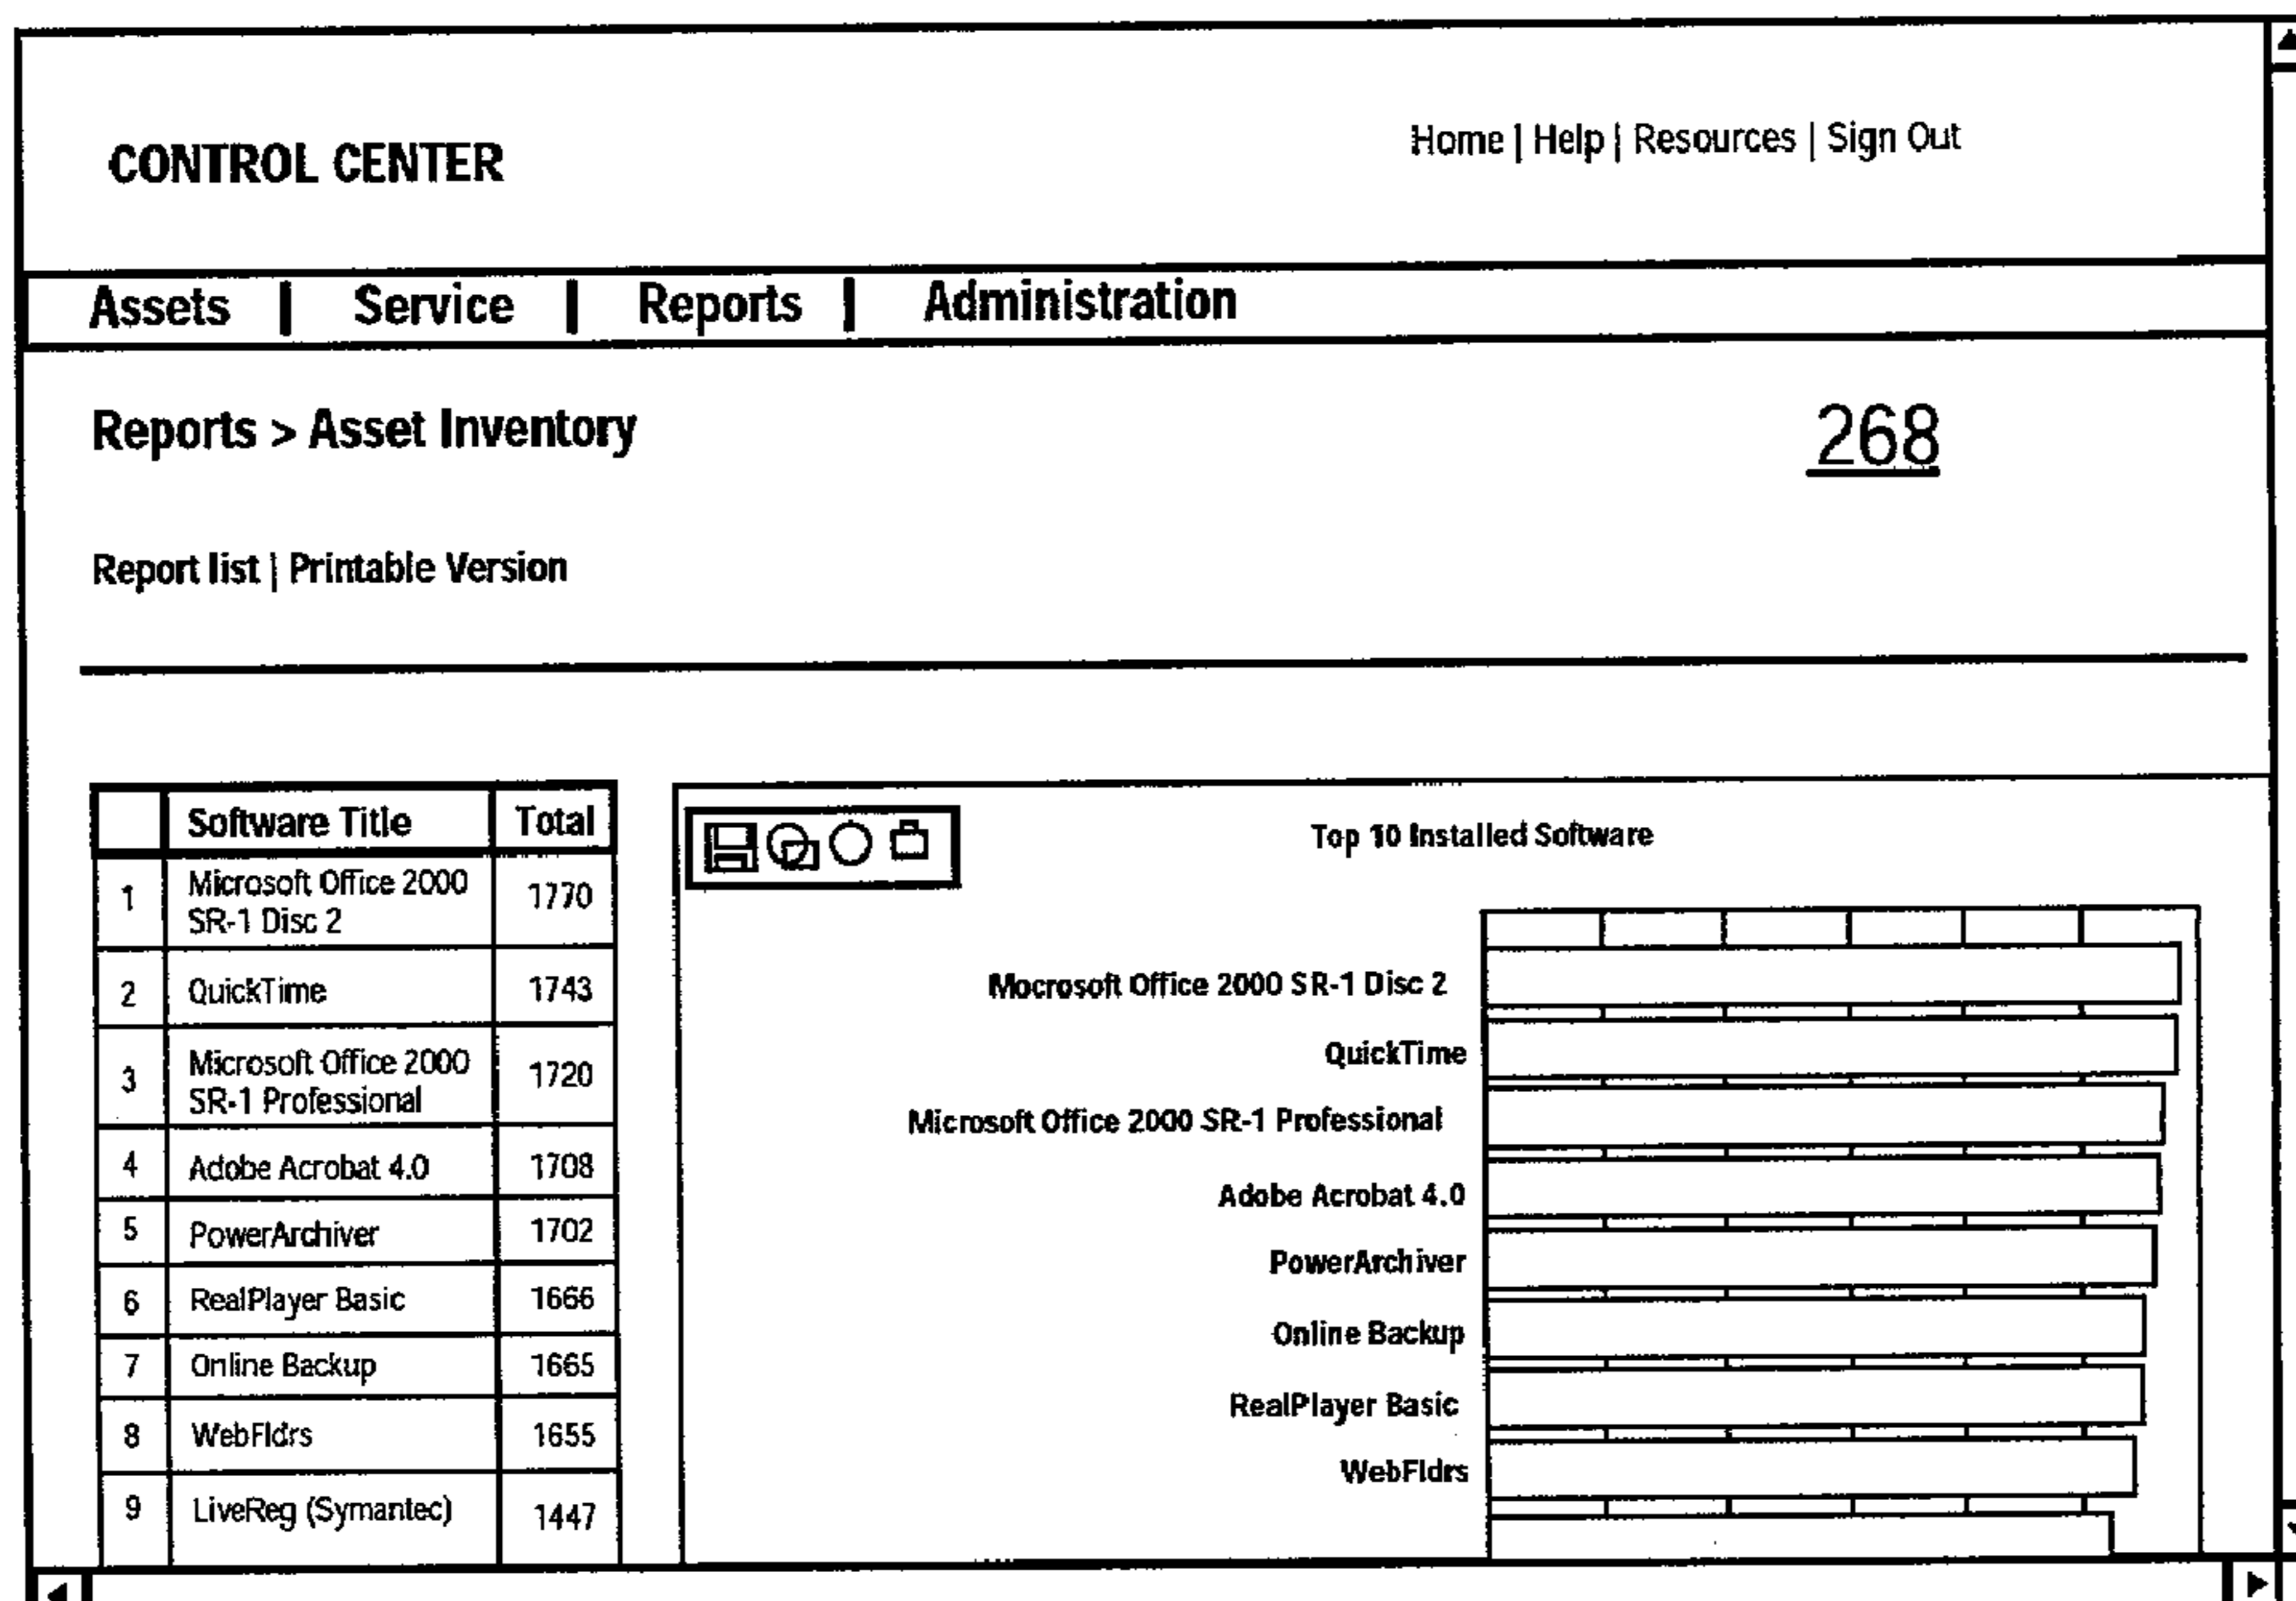 CONTROL CENTER
Home | Help | Resources | Sign Out
Assets | Service | Reports | Administration
Reports > Asset Inventory
268
Report list | Printable Version
Software Title Total
1 Microsoft Office 2000 SR-1 Disc 2 1770
2 QuickTime 1743
3 Microsoft Office 2000 SR-1 Professional 1720
4 Adobe Acrobat 4.0 1708
5 PowerArchiver 1702
6 RealPlayer Basic 1666
7 Online Backup 1665
8 WebFldrs 1655
9 LiveReg (Symantec) 1447
Top 10 Installed Software
Mocrosoft Office 2000 SR-1 Disc 2
QuickTime
Microsoft Office 2000 SR-1 Professional
Adobe Acrobat 4.0
PowerArchiver
Online Backup
RealPlayer Basic
WebFldrs